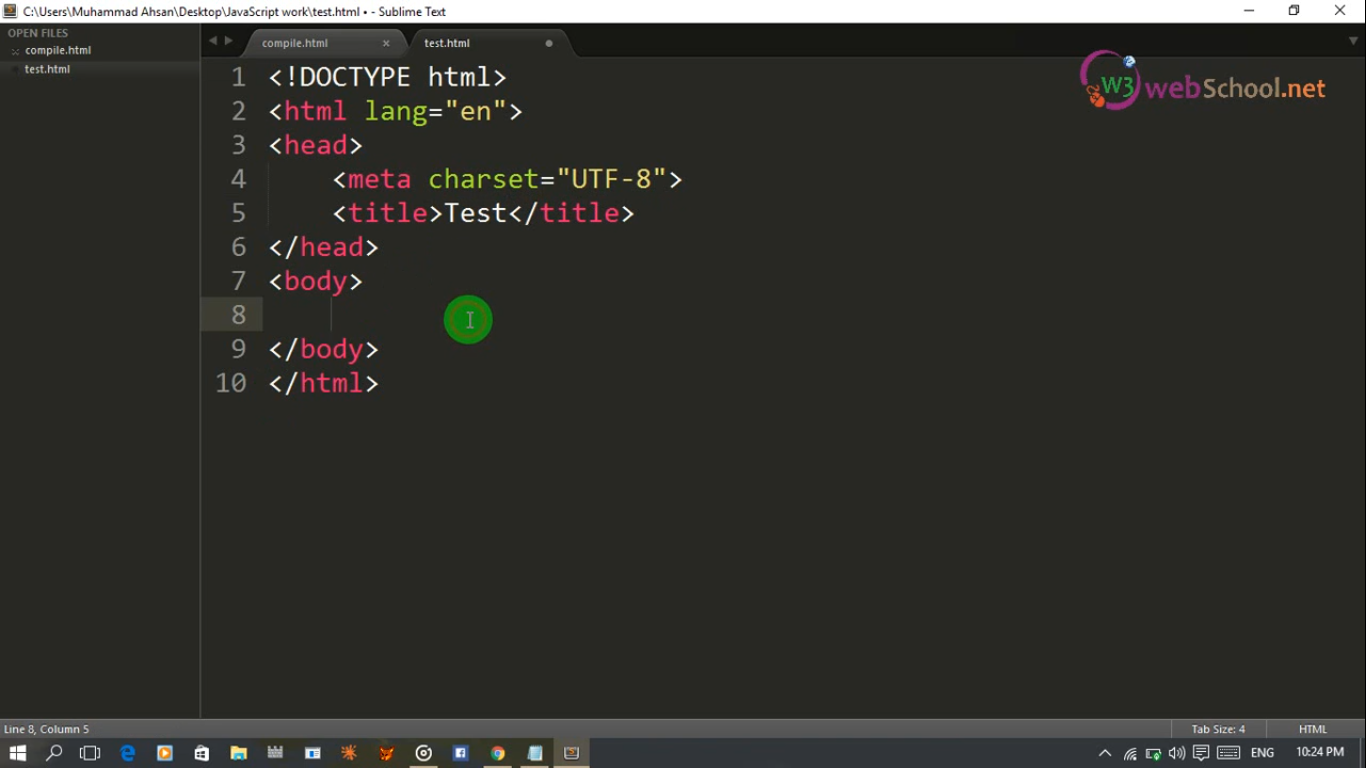 C:\Users\Muhammad Ahsan\Desktop\JavaScript work\test.html • - Sublime Text
OPEN FILES
compile.html
test.html
compile.html
test.html
W3 webSchool.net
1 <!DOCTYPE html>
2 <html lang="en">
3 <head>
4 <meta charset="UTF-8">
5 <title>Test</title>
6 </head>
7 <body>
8
9 </body>
10 </html>
Line 8, Column 5
Tab Size: 4
HTML
ENG
10:24 PM